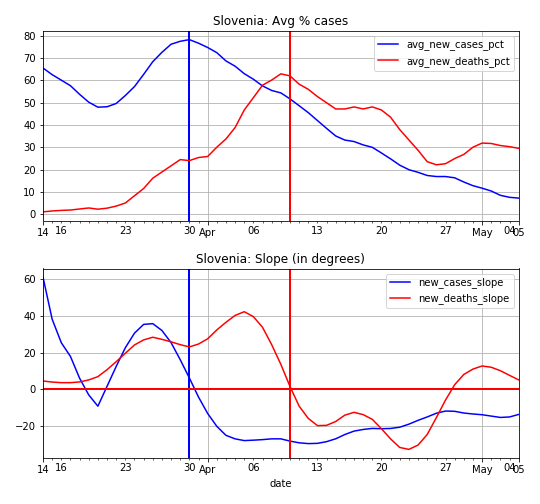 Slovenia: Avg % cases
80
70
60
50
40
30
20
10
0
avg_new_cases_pct
avg_new_deaths_pct
14 16 23 30 Apr 06 13 20 27 May 04 05
Slovenia: Slope (in degrees)
60
40
20
0
−20
new_cases_slope
new_deaths_slope
14 16 23 30 Apr 06 13 20 27 May 04 05
date